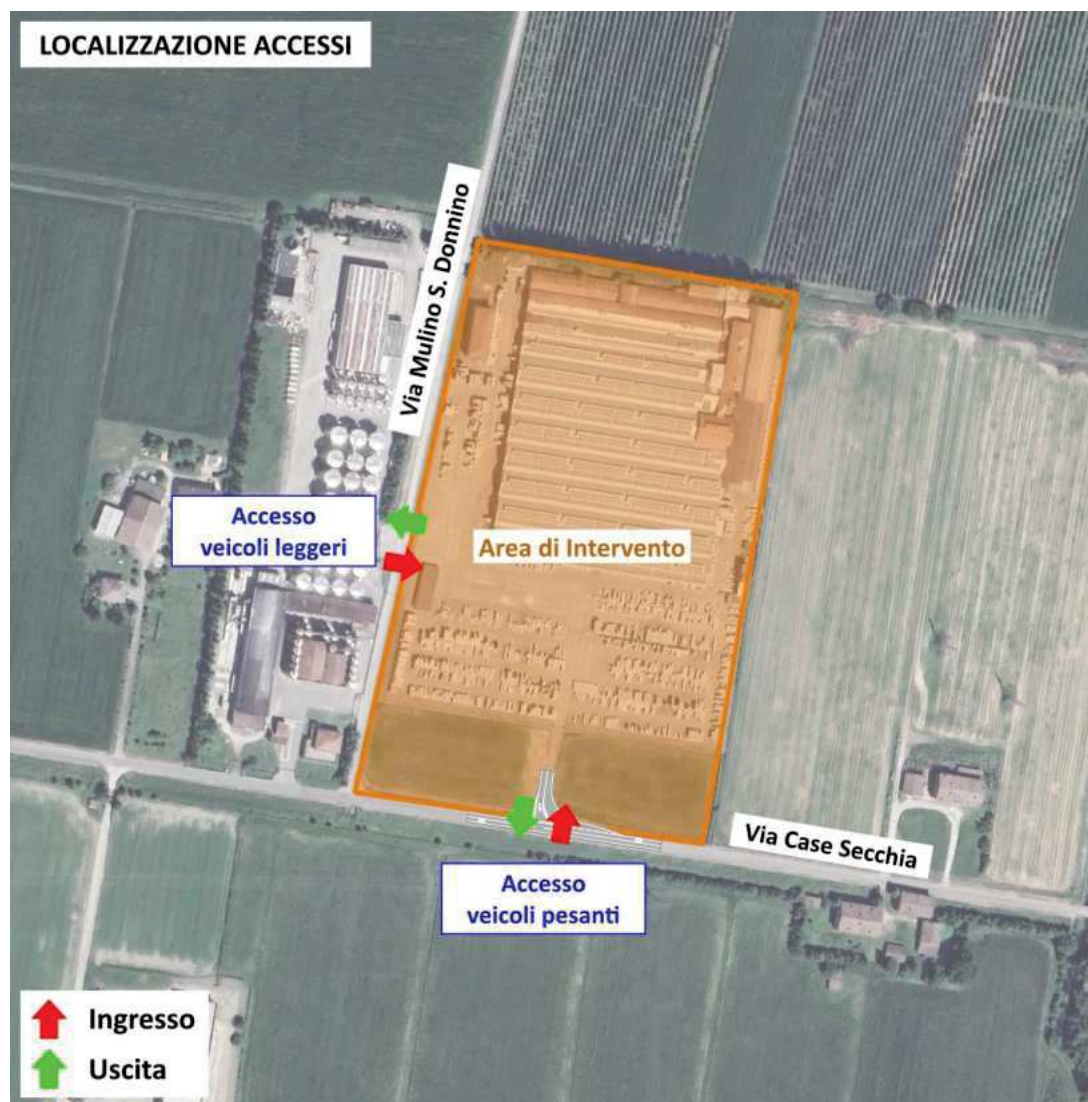 LOCALIZZAZIONE ACCESSI
Via Mulino S. Donnino
Accesso
veicoli leggeri
Area di Intervento
Via Case Secchia
Accesso
veicoli pesanti
Ingresso
Uscita